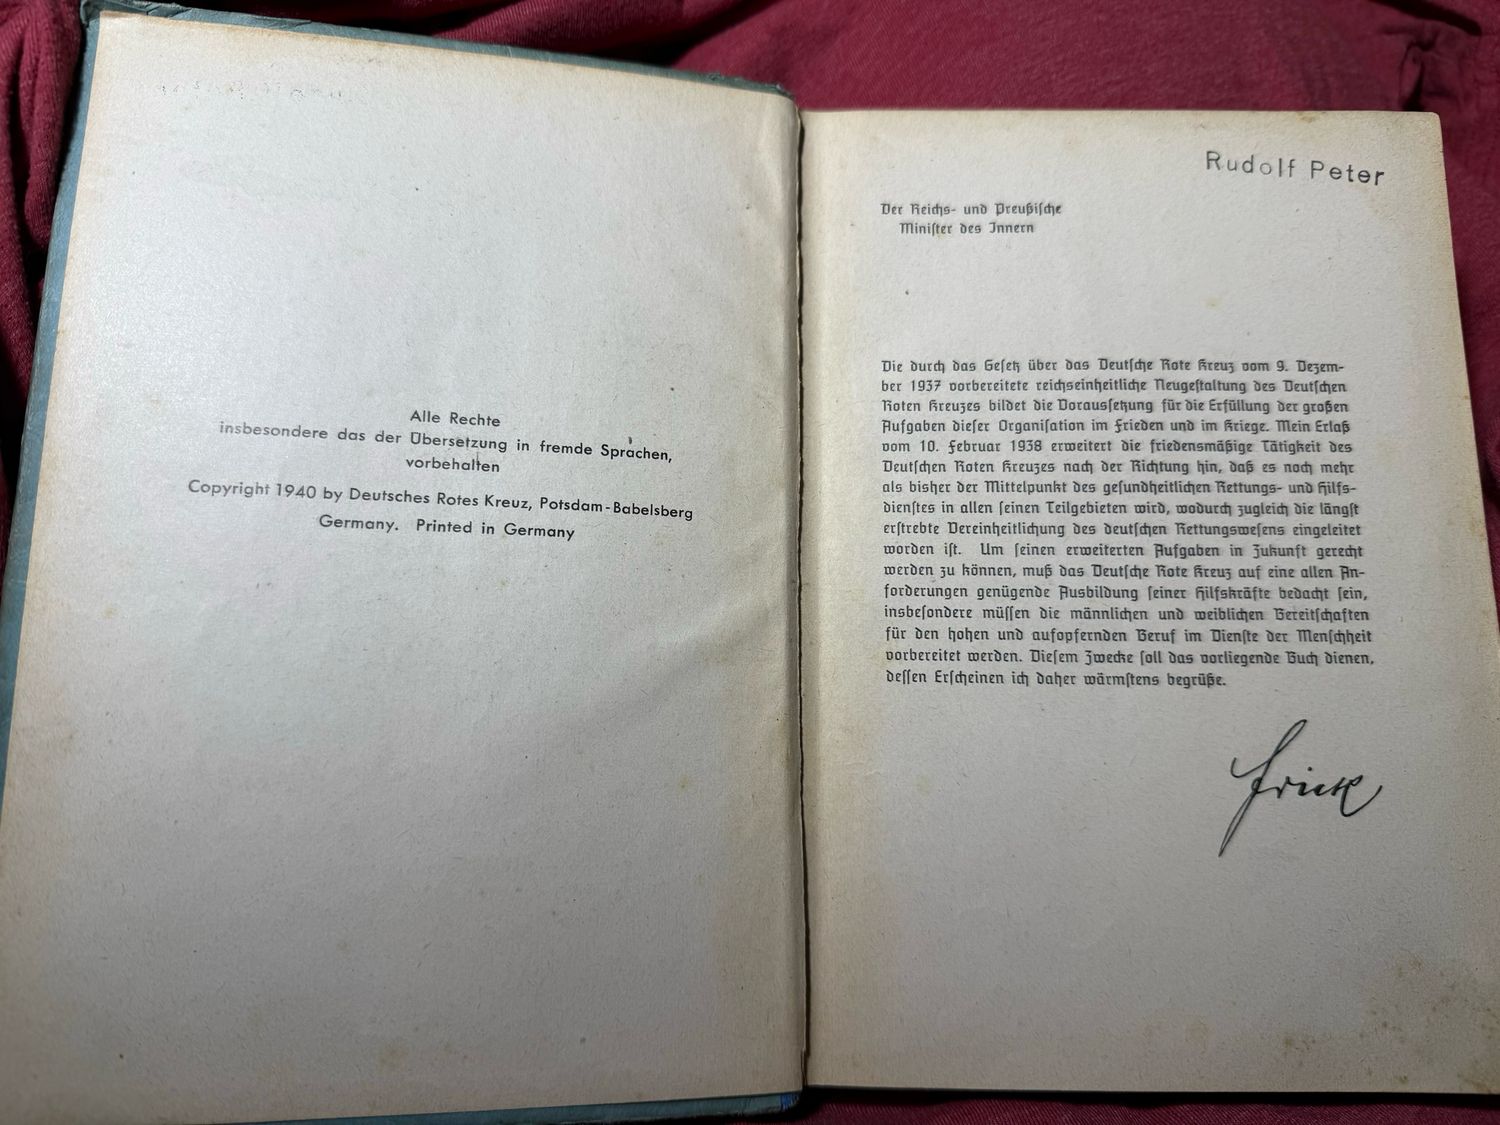 Alle Rechte
insbesondere das der Übersetzung in fremde Sprachen,
vorbehalten
Copyright 1940 by Deutsches Rotes Kreuz, Potsdam-Babelsberg
Germany. Printed in Germany
Rudolf Peter
Der Reichs- und Preußische
Minister des Innern
Die durch das Gesetz über das Deutsche Rote Kreuz vom 9. Dezem-
ber 1937 vorbereitete reichseinheitliche Neugestaltung des Deutschen
Roten Kreuzes bildet die Voraussetzung für die Erfüllung der großen
Aufgaben dieser Organisation im Frieden und im Kriege. Mein Erlaß
vom 10. Februar 1938 erweitert die friedensmäßige Tätigkeit des
Deutschen Roten Kreuzes nach der Richtung hin, daß es noch mehr
als bisher der Mittelpunkt des gesundheitlichen Rettungs- und Hilfs-
dienstes in allen seinen Teilgebieten wird, wodurch zugleich die längst
erstrebte Vereinheitlichung des deutschen Rettungswesens eingeleitet
worden ist. Um seinen erweiterten Aufgaben in Zukunft gerecht
werden zu können, muß das Deutsche Rote Kreuz auf eine allen An-
forderungen genügende Ausbildung seiner Hilfskräfte bedacht sein,
insbesondere müssen die männlichen und weiblichen Bereitschaften
für den hohen und aufopfernden Beruf im Dienste der Menschheit
vorbereitet werden. Diesem Zwecke soll das vorliegende Buch dienen,
dessen Erscheinen ich daher wärmstens begrüße.
Frick